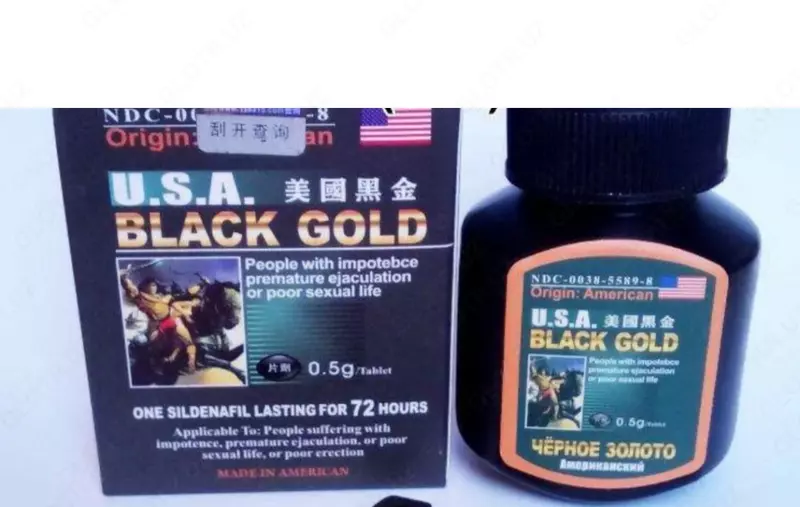 NDC-00
-8
刮开查询
Origin:
an
U.S.A. 美國黑金
BLACK GOLD
People with impotebce
premature ejaculation
or poor sexual life
片劑
0.5g/Tablet
ONE SILDENAFIL LASTING FOR 72 HOURS
Applicable To: People suffering with
impotence, premature ejaculation, or poor
sexual life, or poor erection
MADE IN AMERICAN
NDC-0038-5589-8
Origin: American
U.S.A. 美國黑金
BLACK GOLD
People with impotebce
premature ejaculation
or poor sexual life
0.5g/Tablet
ЧЁРНОЕ ЗОЛОТО
Американский